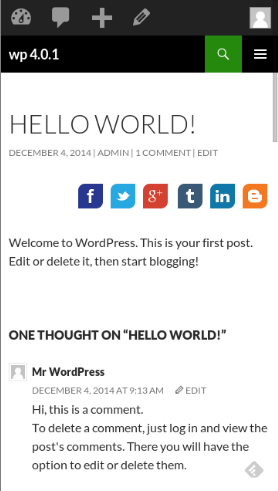 wp 4.0.1
HELLO WORLD!
DECEMBER 4, 2014 | ADMIN | 1 COMMENT | EDIT
f g+ t in
Welcome to WordPress. This is your first post.
Edit or delete it, then start blogging!
ONE THOUGHT ON “HELLO WORLD!”
Mr WordPress
DECEMBER 4, 2014 AT 9:13 AM EDIT
Hi, this is a comment.
To delete a comment, just log in and view the
post's comments. There you will have the
option to edit or delete them.